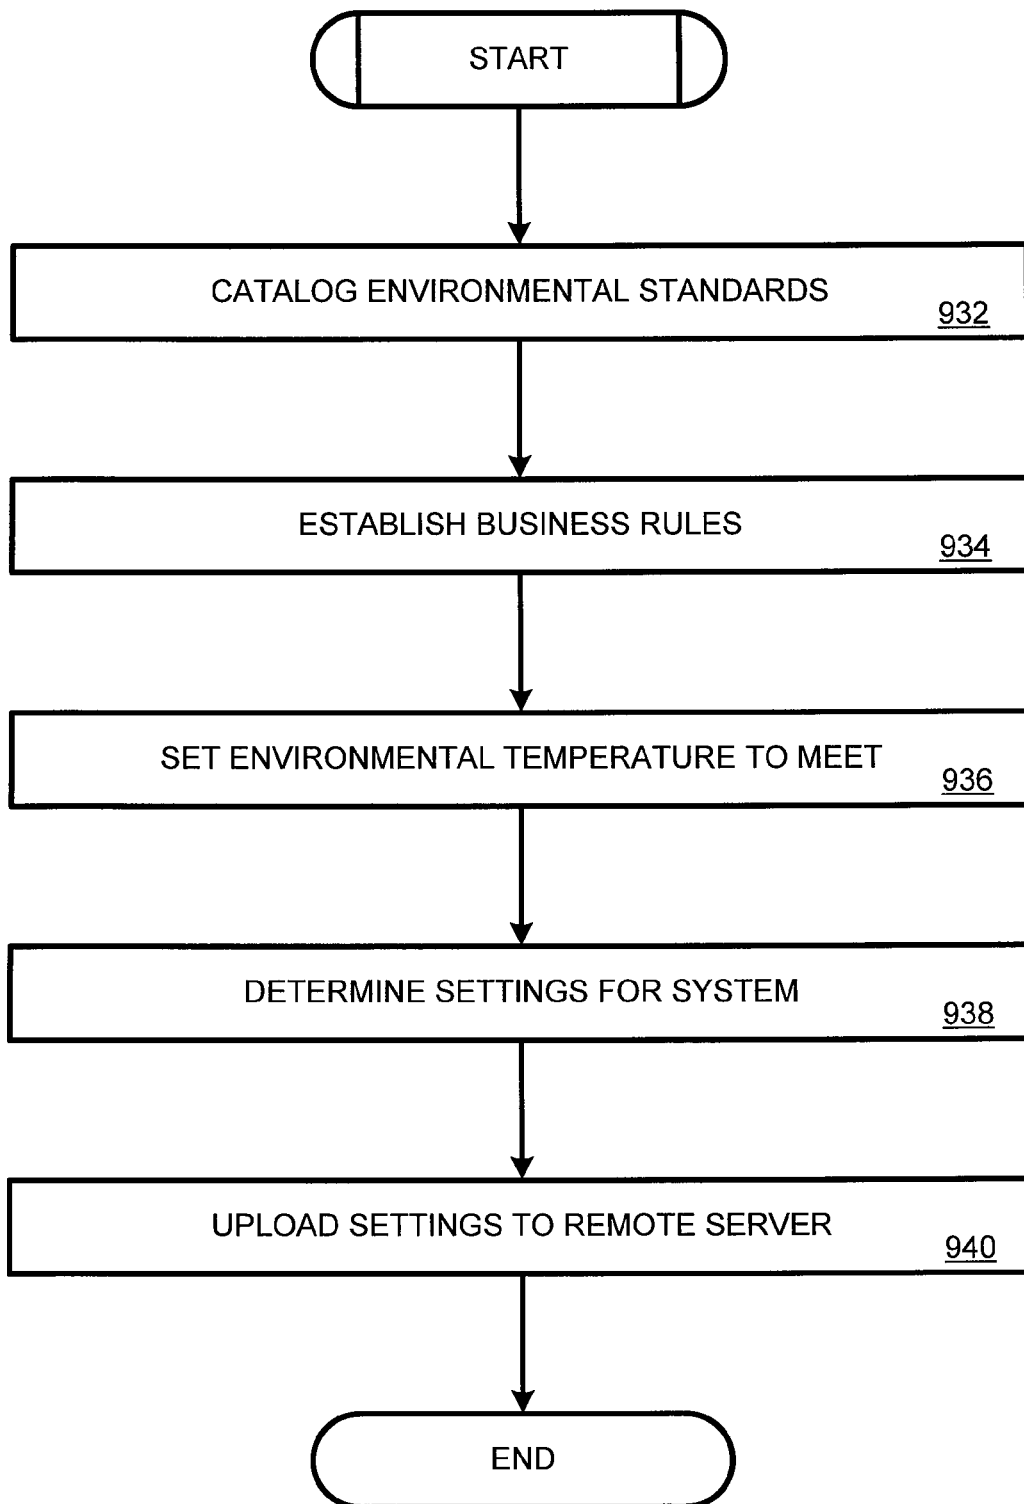 START
CATALOG ENVIRONMENTAL STANDARDS
932
ESTABLISH BUSINESS RULES
934
SET ENVIRONMENTAL TEMPERATURE TO MEET
936
DETERMINE SETTINGS FOR SYSTEM
938
UPLOAD SETTINGS TO REMOTE SERVER
940
END